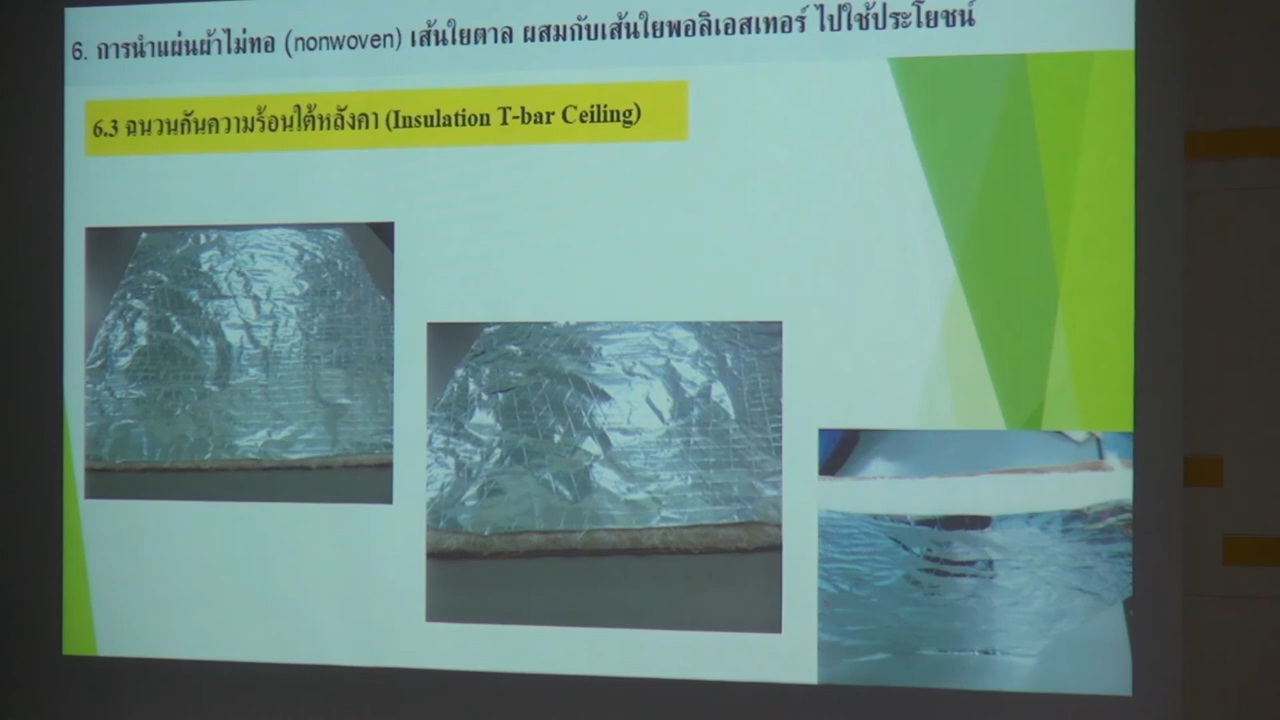 6. การนำแผ่นผ้าไม่ทอ (nonwoven) เส้นใยตาล ผสมกับเส้นใยพอลิเอสเทอร์ ไปใช้ประโยชน์
6.3 ฉนวนกันความร้อนใต้หลังคา (Insulation T-bar Ceiling)